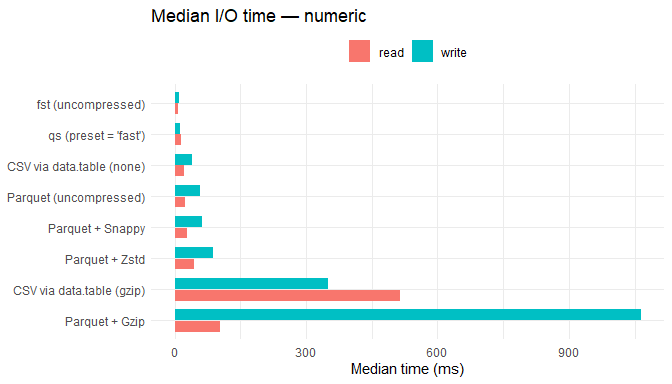 Median I/O time — numeric
read write
fst (uncompressed)
qs (preset = 'fast')
CSV via data.table (none)
Parquet (uncompressed)
Parquet + Snappy
Parquet + Zstd
CSV via data.table (gzip)
Parquet + Gzip
0 300 600 900
Median time (ms)